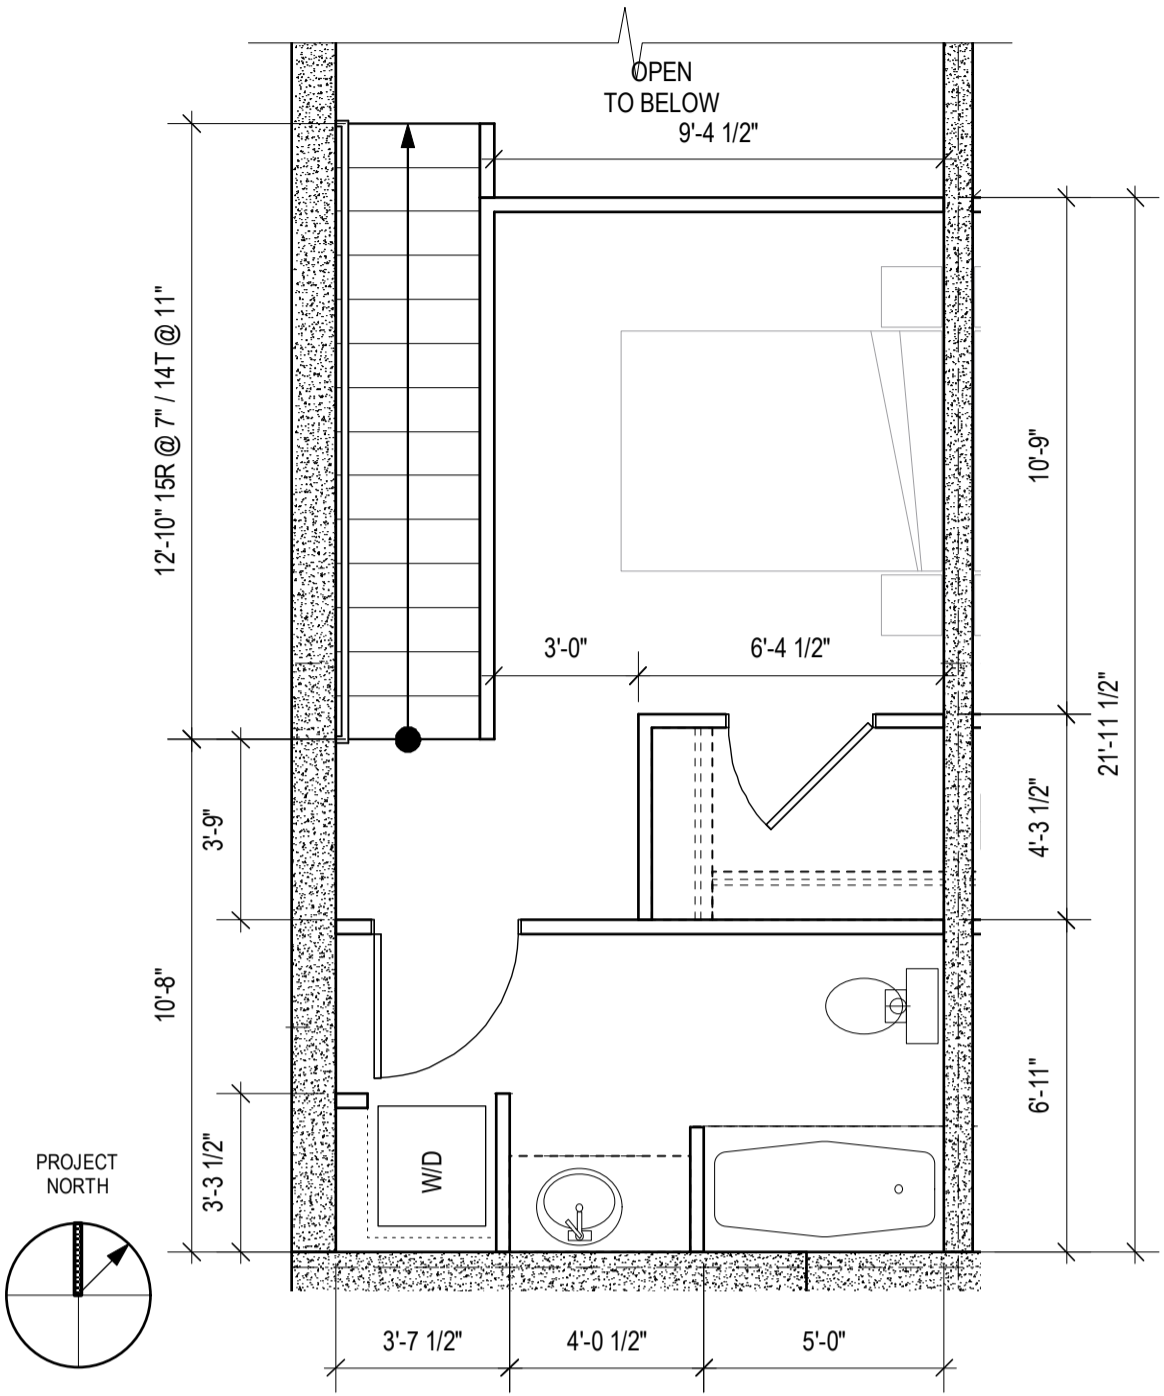 OPEN
TO BELOW
9'-4 1/2"
12'-10" 15R @ 7" / 14T @ 11"
10'-9"
3'-0"
6'-4 1/2"
21'-11 1/2"
3'-9"
4'-3 1/2"
10'-8"
6'-11"
3'-3 1/2"
W/D
PROJECT
NORTH
3'-7 1/2"
4'-0 1/2"
5'-0"